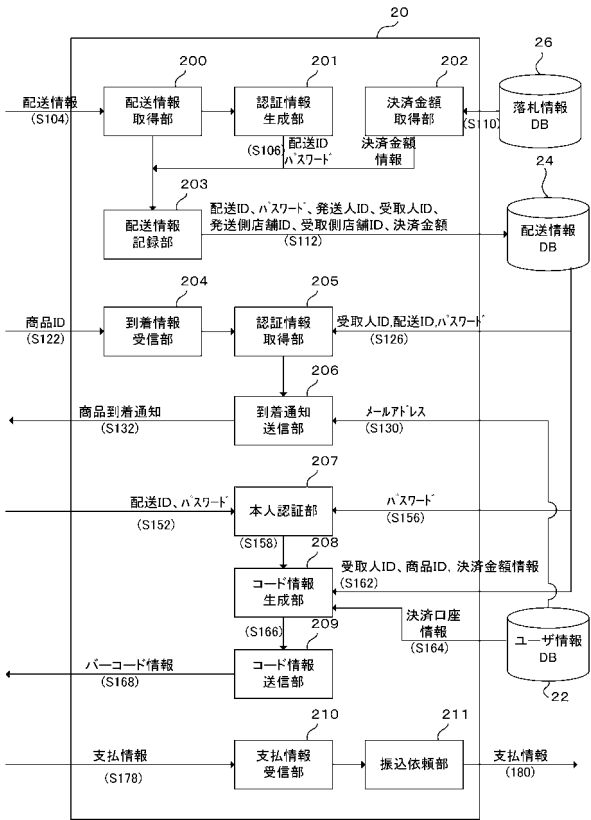 20
200
201
202
26
配送情報
(S104)
配送情報
取得部
認証情報
生成部
決済金額
取得部
(S110)
落札情報
DB
(S106)
配送ID
パスワード
決済金額
情報
203
24
配送情報
記録部
配送ID、パスワード、発送人ID、受取人ID、
発送側店舗ID、受取側店舗ID、決済金額
(S112)
配送情報
DB
204
205
商品ID
(S122)
到着情報
受信部
認証情報
取得部
受取人ID,配送ID,パスワード
(S126)
206
商品到着通知
(S132)
到着通知
送信部
メールアドレス
(S130)
207
配送ID、パスワード
(S152)
本人認証部
パスワード
(S156)
(S158)
208
コード情報
生成部
受取人ID、商品ID, 決済金額情報
(S162)
(S166)
決済口座
情報
(S164)
209
バーコード情報
(S168)
コード情報
送信部
ユーザ情報
DB
22
210
211
支払情報
(S178)
支払情報
受信部
振込依頼部
支払情報
(180)